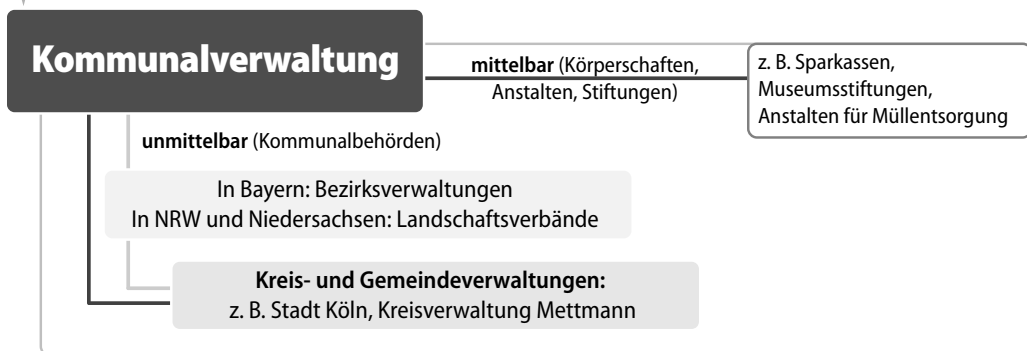 Kommunalverwaltung
mittelbar (Körperschaften,
Anstalten, Stiftungen)
z. B. Sparkassen,
Museumsstiftungen,
Anstalten für Müllentsorgung
unmittelbar (Kommunalbehörden)
In Bayern: Bezirksverwaltungen
In NRW und Niedersachsen: Landschaftsverbände
Kreis- und Gemeindeverwaltungen:
z. B. Stadt Köln, Kreisverwaltung Mettmann